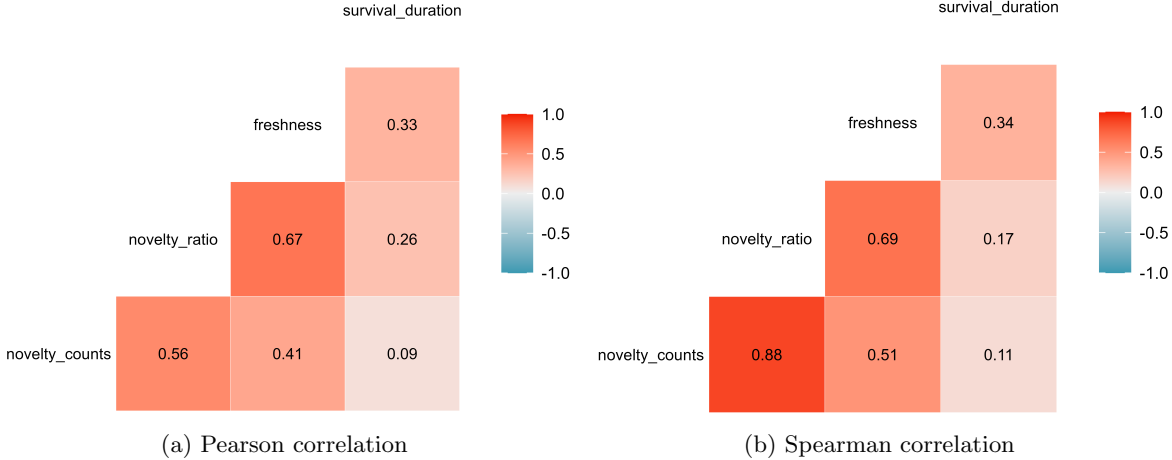 survival_duration
freshness
0.33
novelty_ratio
0.67
0.26
novelty_counts
0.56
0.41
0.09
1.0
0.5
0.0
-0.5
-1.0
(a) Pearson correlation
survival_duration
freshness
0.34
novelty_ratio
0.69
0.17
novelty_counts
0.88
0.51
0.11
1.0
0.5
0.0
-0.5
-1.0
(b) Spearman correlation